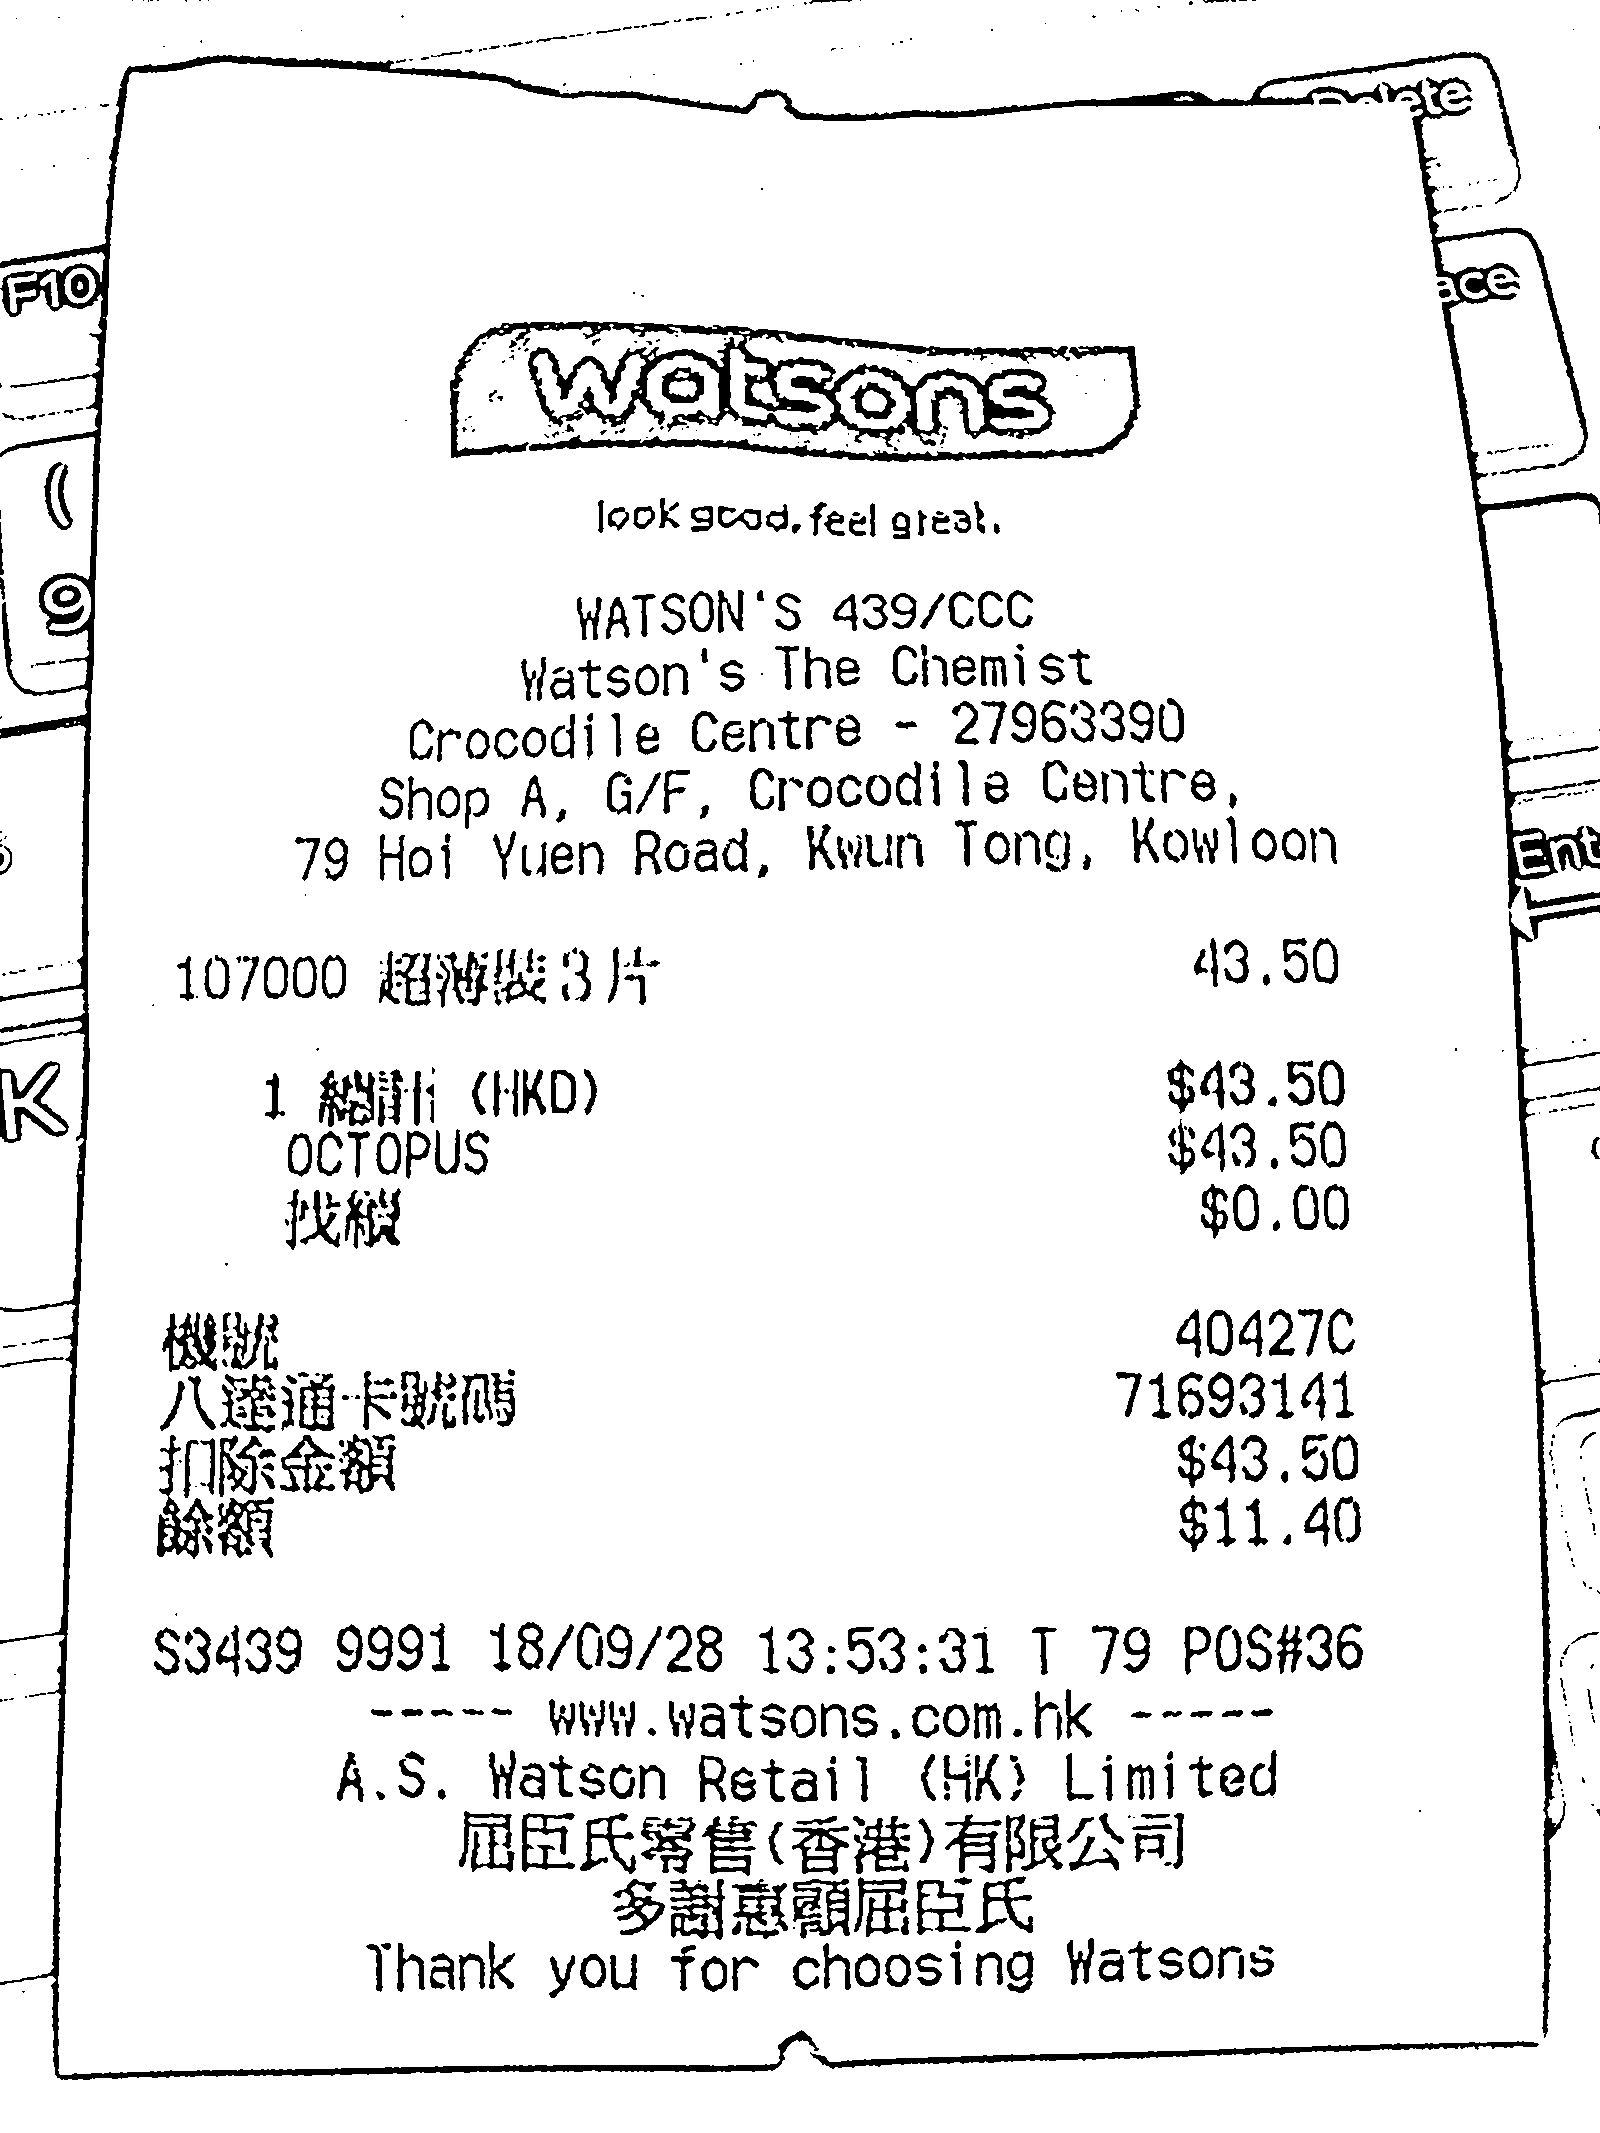 Delete
F10
ace
(
9
watsons
look good. feel great.
WATSON'S 439/CCC
Watson's The Chemist
Crocodile Centre - 27963390
Shop A, G/F, Crocodile Centre,
79 Hoi Yuen Road, Kwun Tong, Kowloon
Ent
107000 超薄裝3片 43.50
K
1 總計 (HKD) $43.50
OCTOPUS $43.50
找續 $0.00
機號 40427C
八達通卡號碼 71693141
扣除金額 $43.50
餘額 $11.40
S3439 9991 18/09/28 13:53:31 T 79 POS#36
----- www.watsons.com.hk -----
A.S. Watson Retail (HK) Limited
屈臣氏零售(香港)有限公司
多謝惠顧屈臣氏
Thank you for choosing Watsons